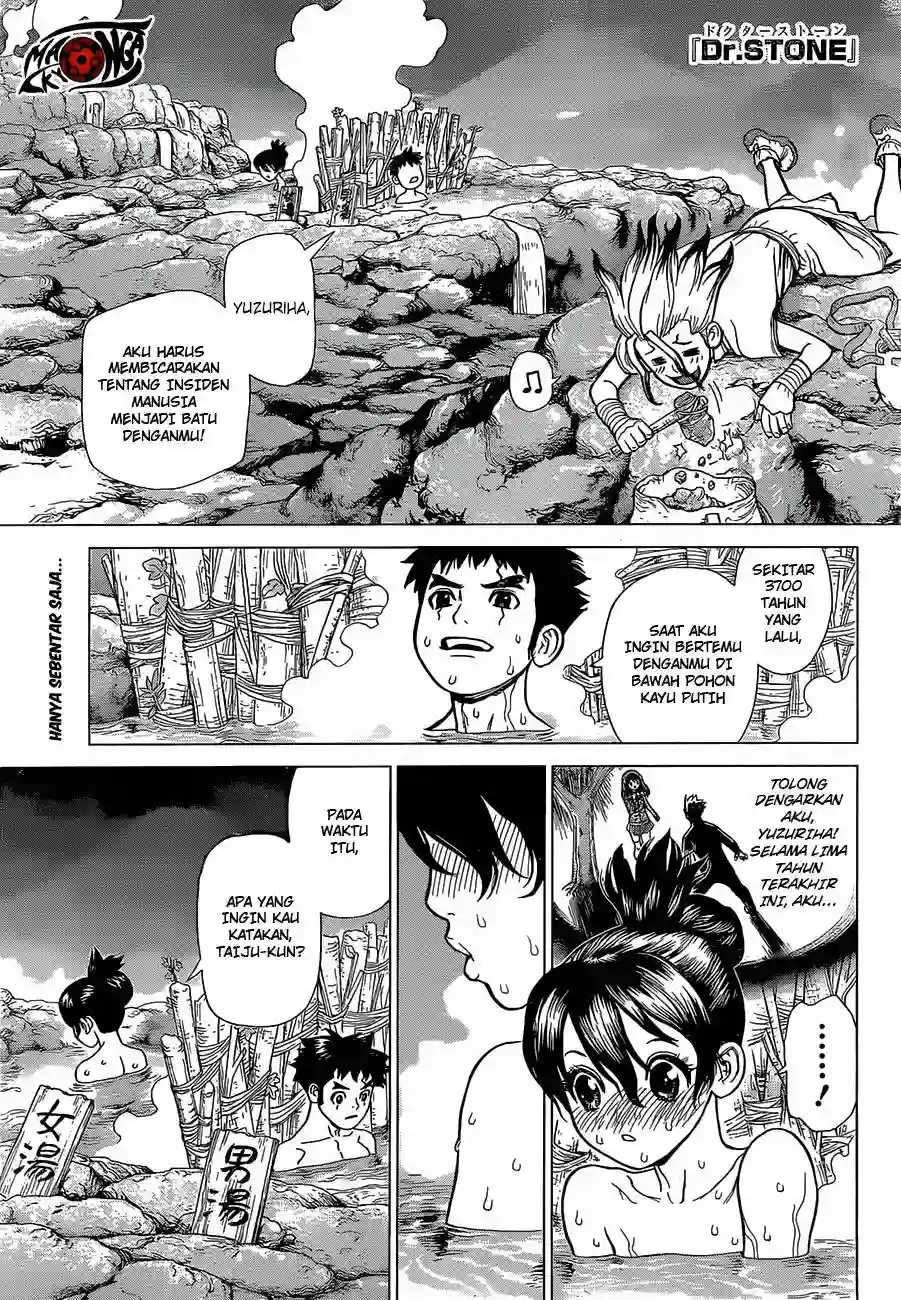 MANGAKYO
ドクターストーン
『Dr.STONE』
YUZURIHA,
AKU HARUS
MEMBICARAKAN
TENTANG INSIDEN
MANUSIA
MENJADI BATU
DENGANMU!
♫
HANYA SEBENTAR SAJA...
SEKITAR
3700
TAHUN
YANG
LALU,
SAAT AKU
INGIN BERTEMU
DENGANMU DI
BAWAH POHON
KAYU PUTIH
TOLONG
DENGARKAN
AKU,
YUZURIHA!
SELAMA LIMA
TAHUN
TERAKHIR
INI, AKU...
......!
PADA
WAKTU
ITU,
APA YANG
INGIN KAU
KATAKAN,
TAIJU-KUN?
男湯
女湯